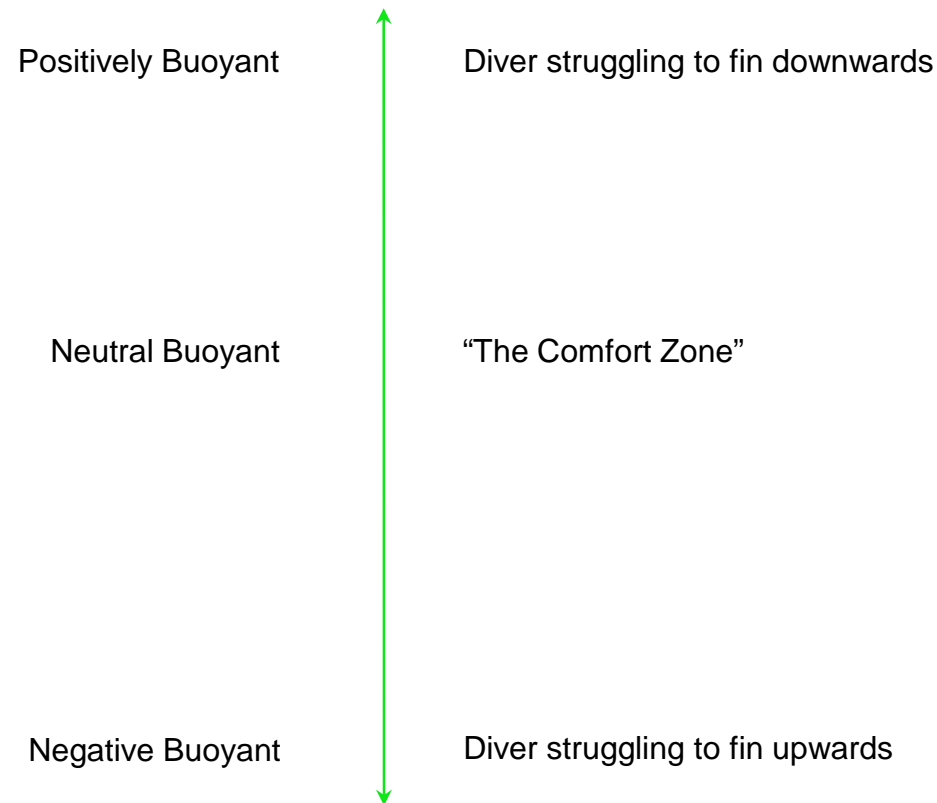 Positively Buoyant
Diver struggling to fin downwards
Neutral Buoyant
“The Comfort Zone”
Negative Buoyant
Diver struggling to fin upwards